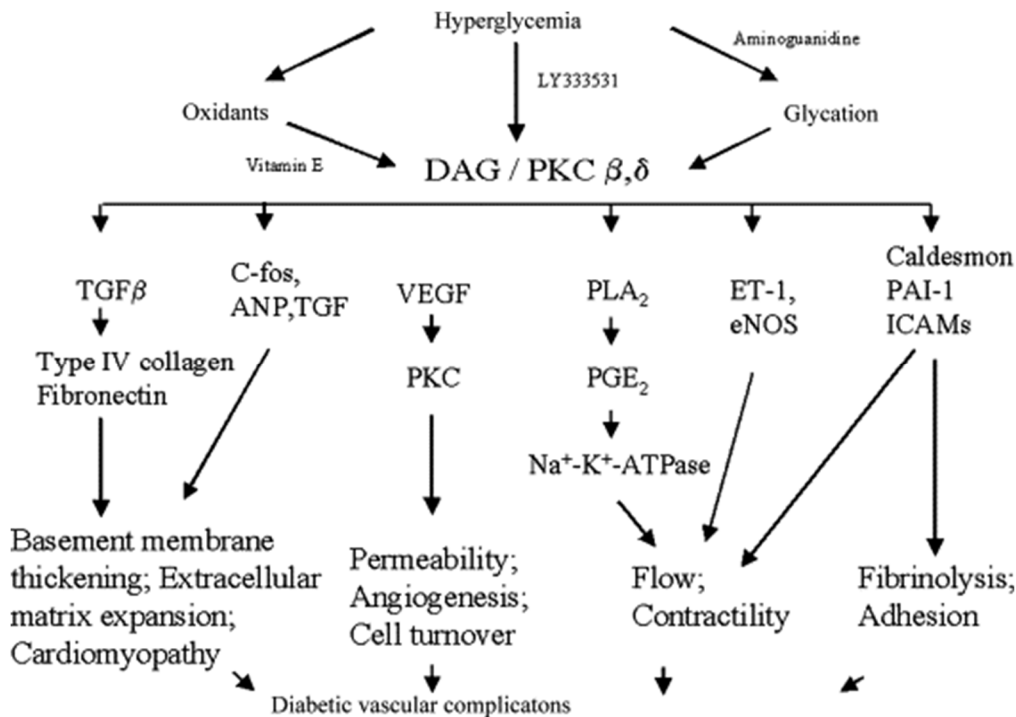 Hyperglycemia
Aminoguanidine
LY333531
Oxidants
Glycation
Vitamin E
DAG / PKC β,δ
TGFβ
Type IV collagen
Fibronectin
C-fos,
ANP,TGF
VEGF
PKC
PLA₂
PGE₂
Na⁺-K⁺-ATPase
ET-1,
eNOS
Caldesmon
PAI-1
ICAMs
Basement membrane
thickening; Extracellular
matrix expansion;
Cardiomyopathy
Permeability;
Angiogenesis;
Cell turnover
Flow;
Contractility
Fibrinolysis;
Adhesion
Diabetic vascular complicatons